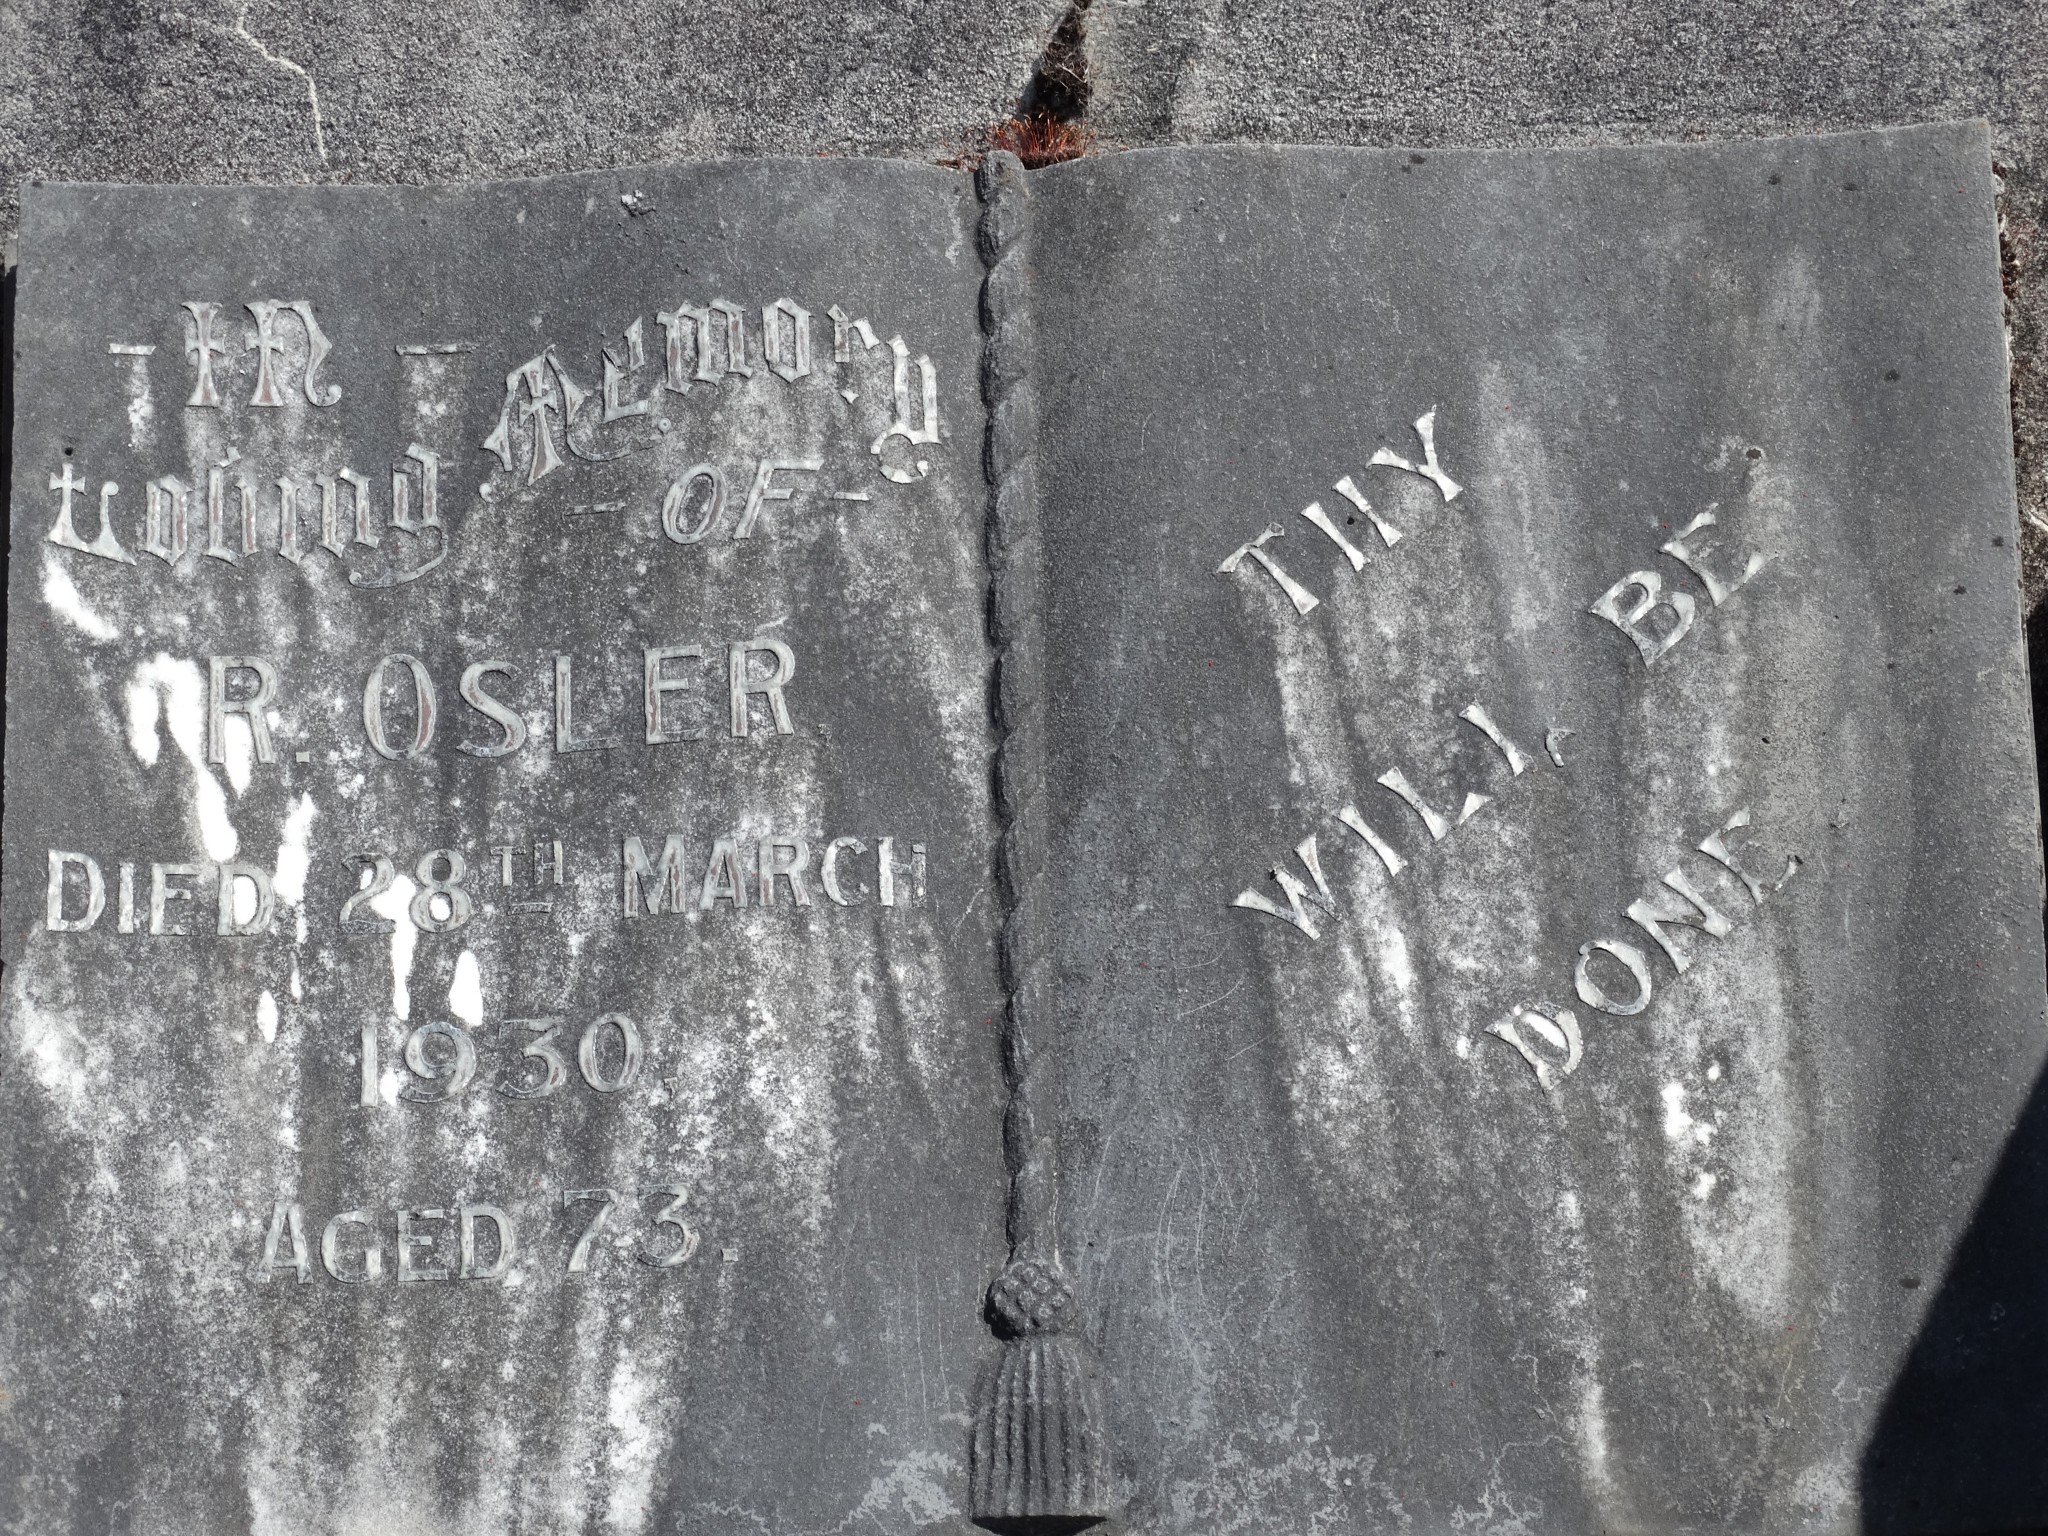 - In -
Loving Memory
- OF -
R. OSLER.
DIED 28TH MARCH
1930.
AGED 73.
THY
WILL BE
DONE